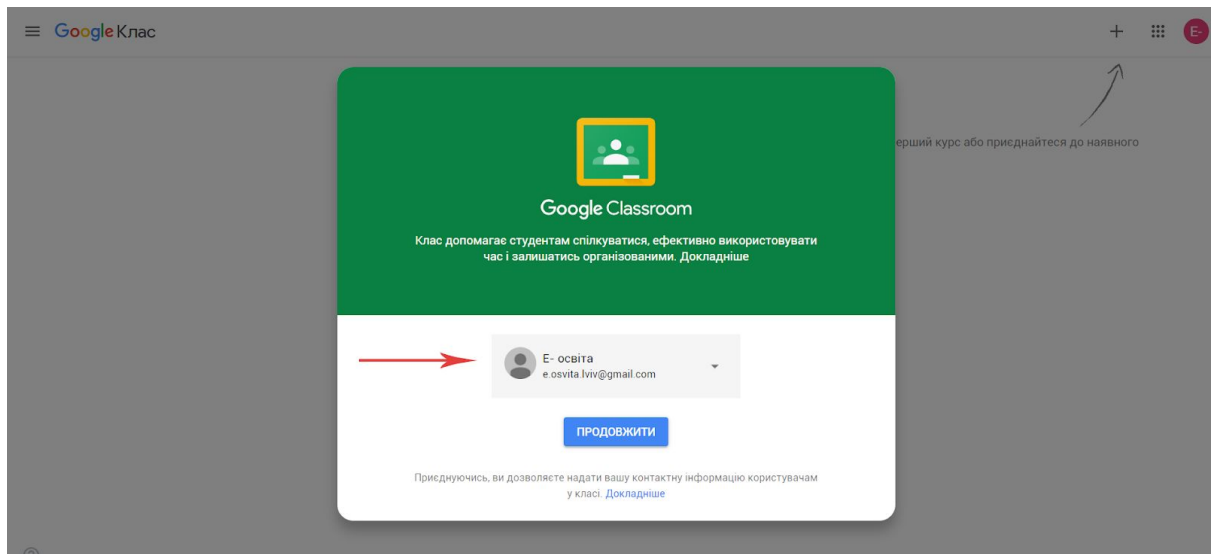 Google Клас
E-
ерший курс або приєднайтеся до наявного
Google Classroom
Клас допомагає студентам спілкуватися, ефективно використовувати
час і залишатись організованими. Докладніше
Е- освіта
e.osvita.lviv@gmail.com
ПРОДОВЖИТИ
Приєднуючись, ви дозволяєте надати вашу контактну інформацію користувачам
у класі. Докладніше